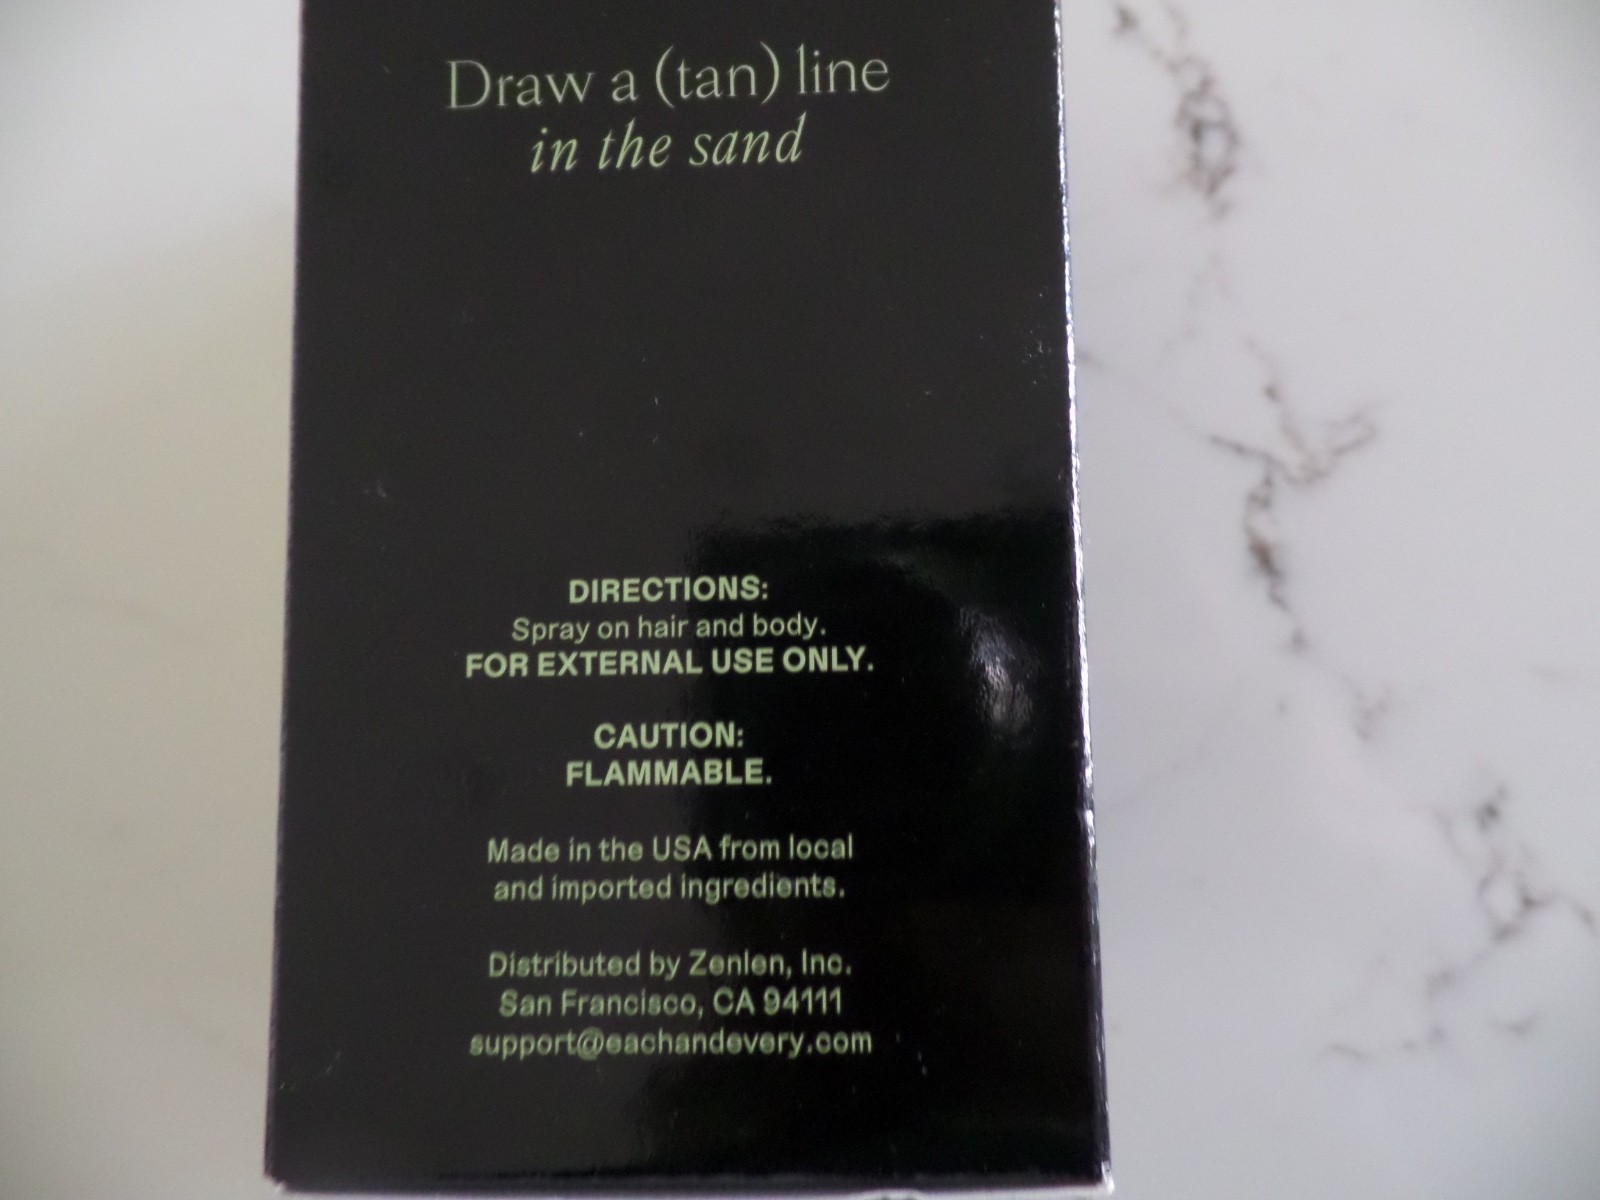 Draw a (tan) line
in the sand
DIRECTIONS:
Spray on hair and body.
FOR EXTERNAL USE ONLY.
CAUTION:
FLAMMABLE.
Made in the USA from local
and imported ingredients.
Distributed by Zenlen, Inc.
San Francisco, CA 94111
support@eachandevery.com